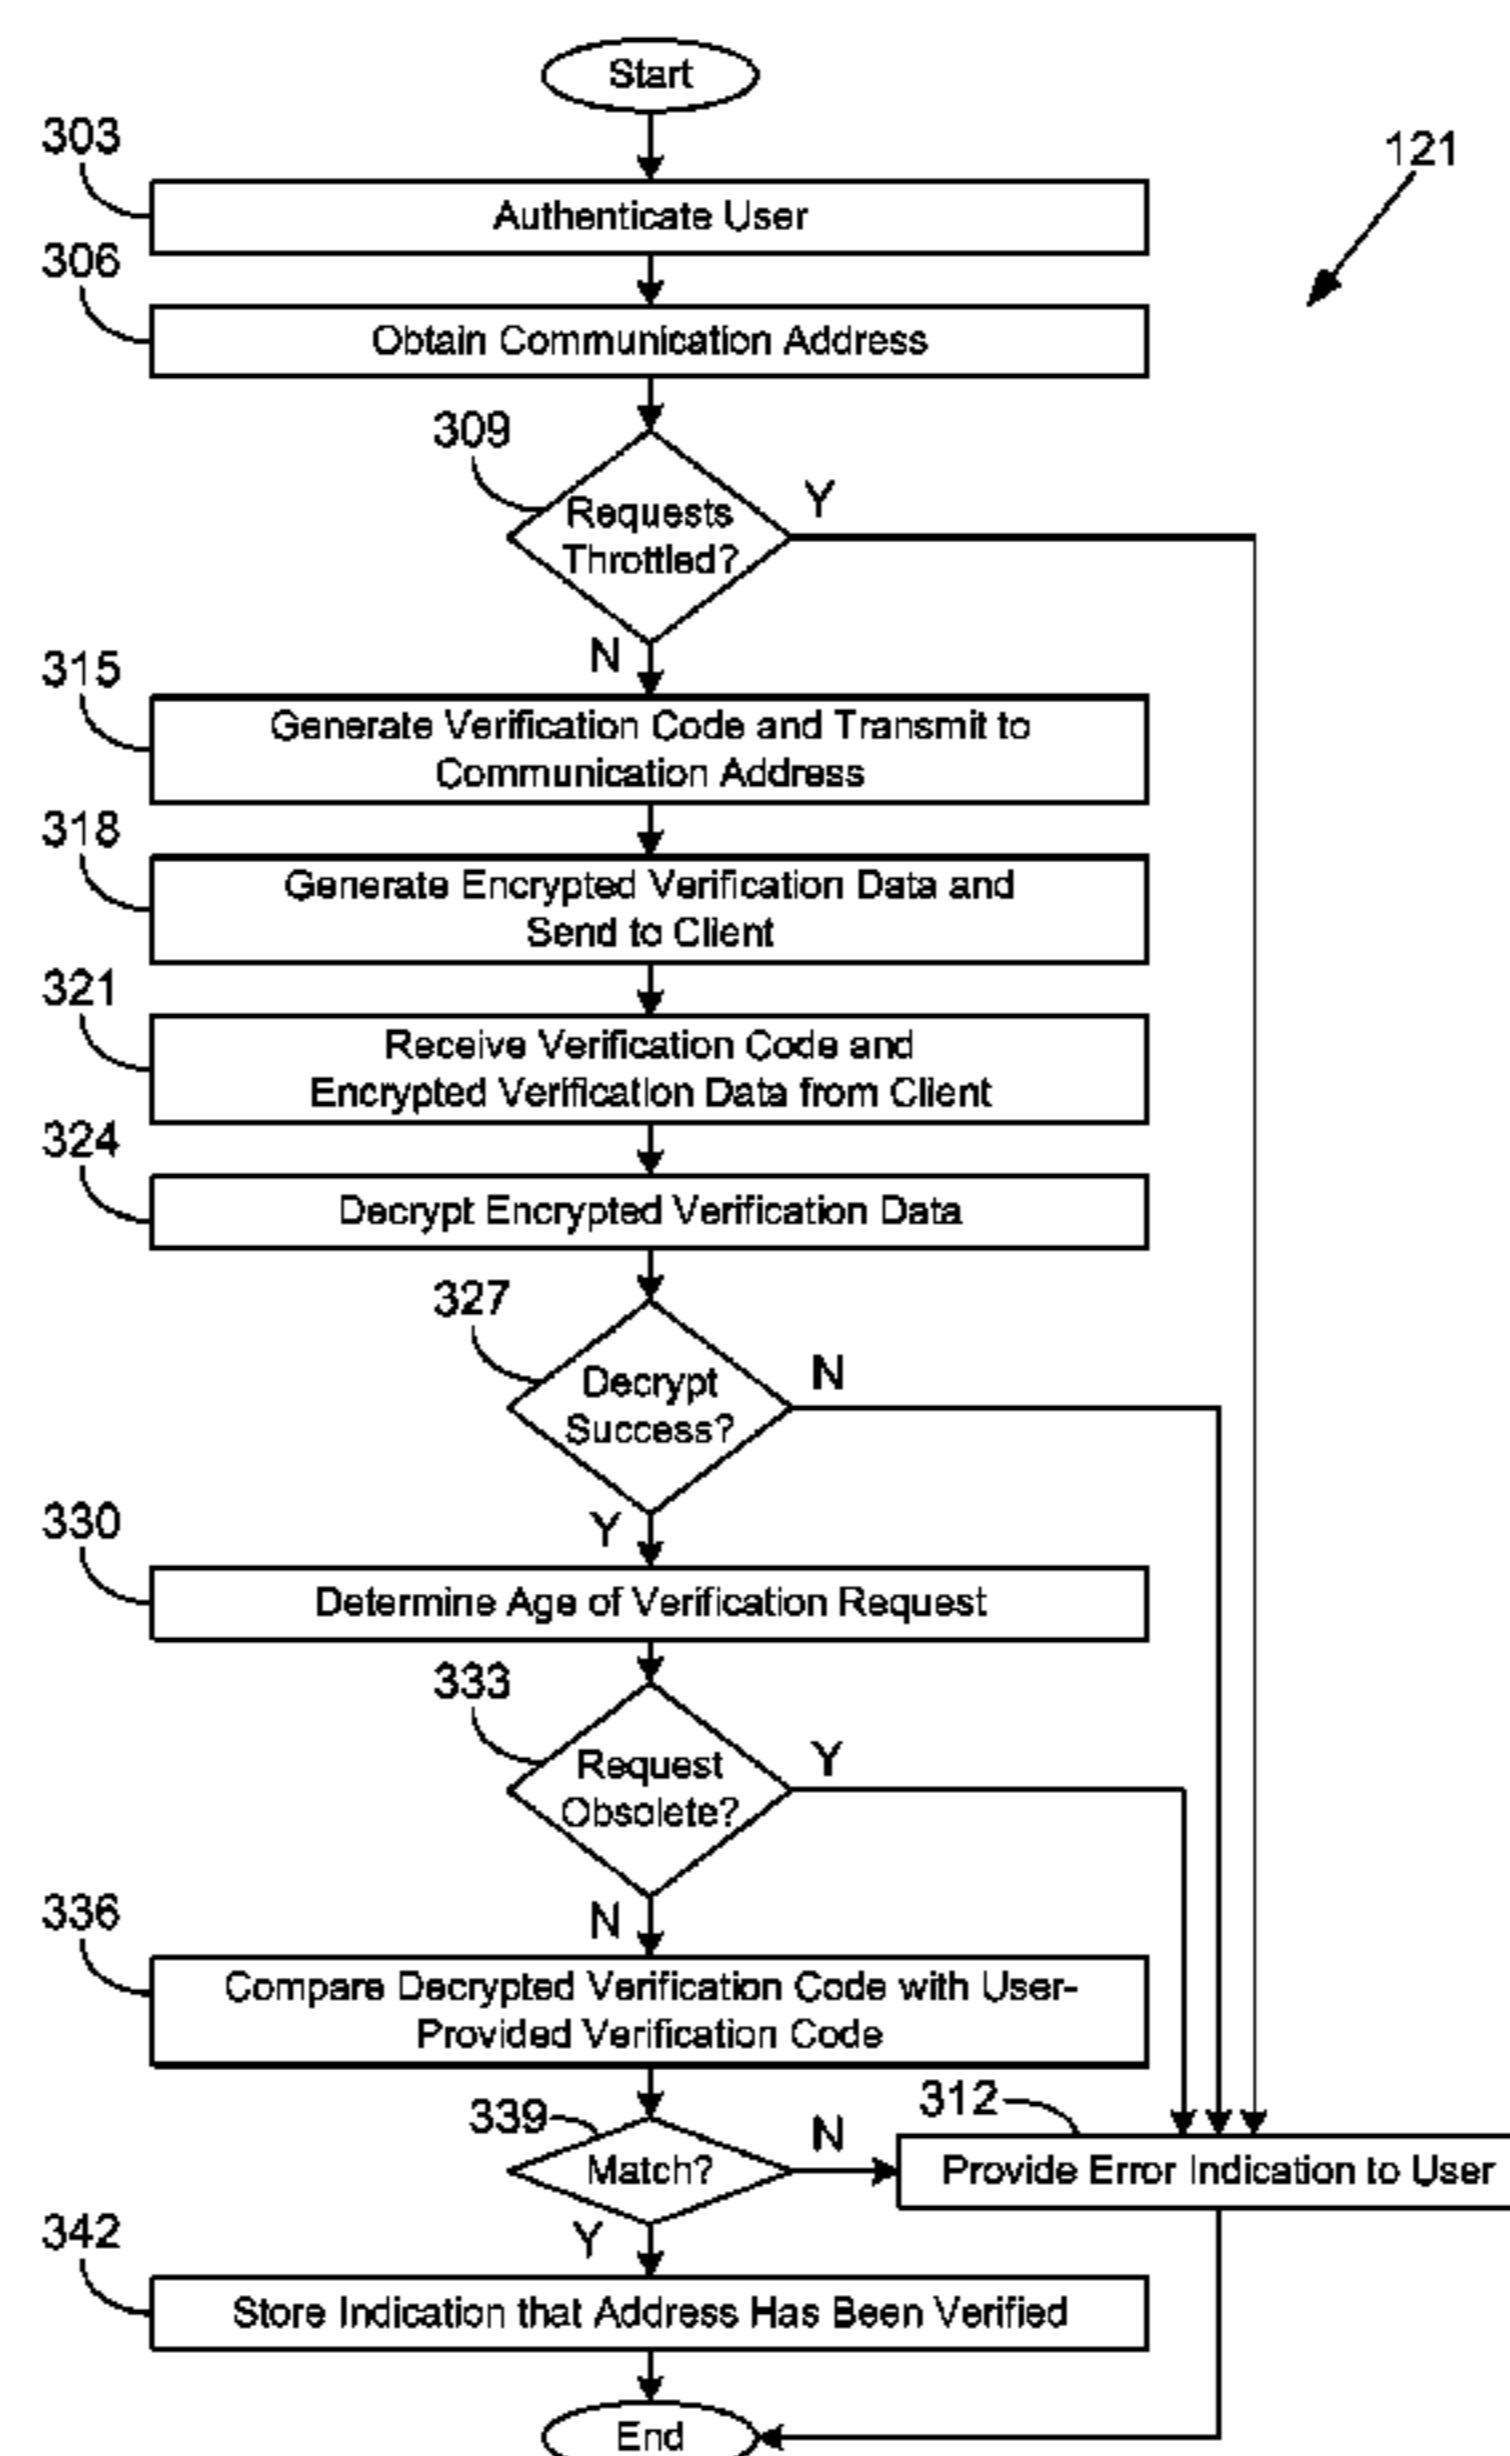 Start
303
121
Authenticate User
306
Obtain Communication Address
309
Requests
Throttled?
Y
N
315
Generate Verification Code and Transmit to
Communication Address
318
Generate Encrypted Verification Data and
Send to Client
321
Receive Verification Code and
Encrypted Verification Data from Client
324
Decrypt Encrypted Verification Data
327
Decrypt
Success?
N
Y
330
Determine Age of Verification Request
333
Request
Obsolete?
Y
N
336
Compare Decrypted Verification Code with User-
Provided Verification Code
339
Match?
N
312
Provide Error Indication to User
Y
342
Store Indication that Address Has Been Verified
End